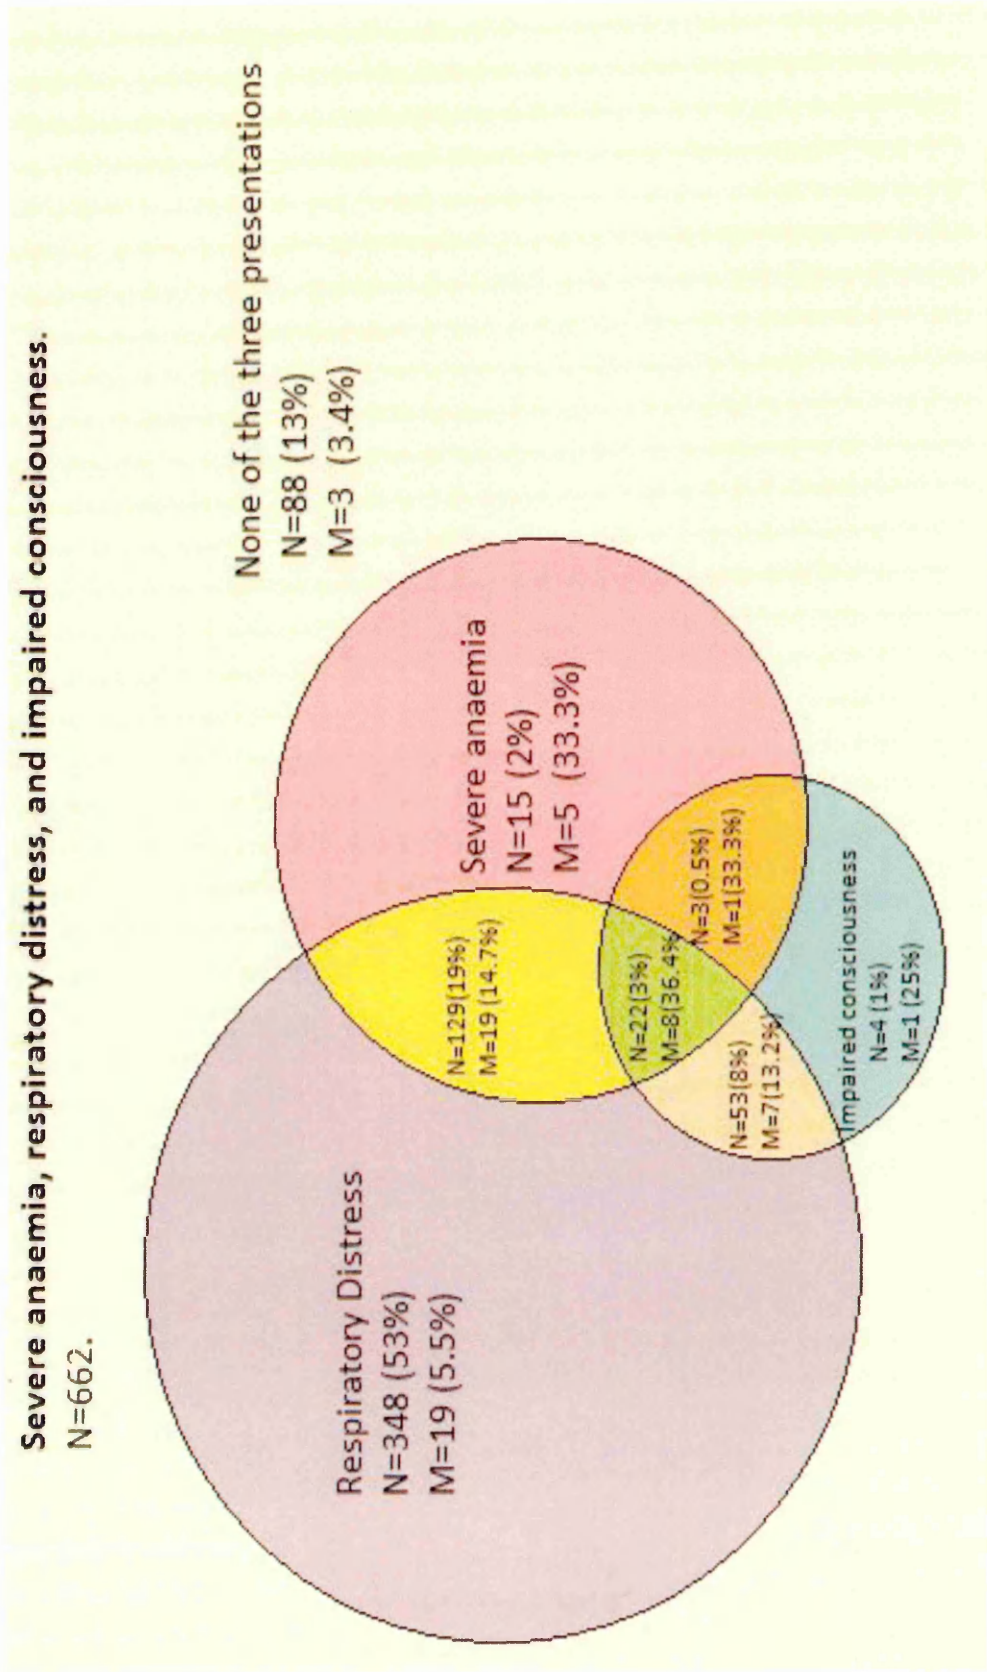 Severe anaemia, respiratory distress, and impaired consciousness.
N=662.
None of the three presentations
N=88 (13%)
M=3 (3.4%)
Respiratory Distress
N=348 (53%)
M=19 (5.5%)
Severe anaemia
N=15 (2%)
M=5 (33.3%)
N=129(19%)
M=19 (14.7%)
N=22(3%)
M=8(36.4%
N=3(0.5%)
M=1(33.3%)
N=53(8%)
M=7(13.2%)
Impaired consciousness
N=4 (1%)
M=1 (25%)